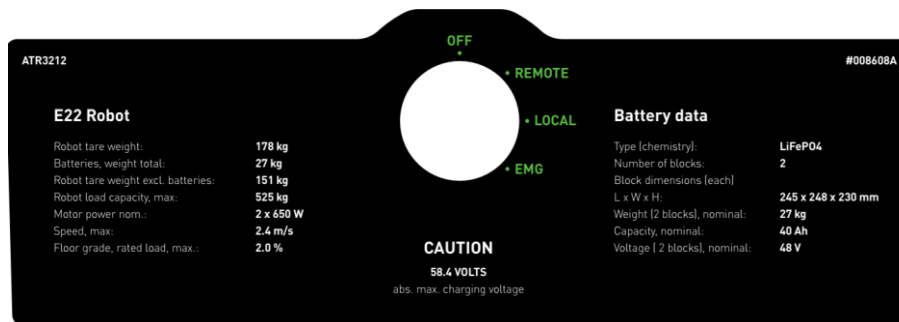 OFF
ATR3212
#008608A
REMOTE
LOCAL
EMG
E22 Robot
Robot tare weight: 178 kg
Batteries, weight total: 27 kg
Robot tare weight excl. batteries: 151 kg
Robot load capacity, max: 525 kg
Motor power nom.: 2 x 650 W
Speed, max: 2.4 m/s
Floor grade, rated load, max.: 2.0 %
CAUTION
58.4 VOLTS
abs. max. charging voltage
Battery data
Type (chemistry): LiFePO4
Number of blocks: 2
Block dimensions (each)
L x W x H: 245 x 248 x 230 mm
Weight (2 blocks), nominal: 27 kg
Capacity, nominal: 40 Ah
Voltage ( 2 blocks), nominal: 48 V